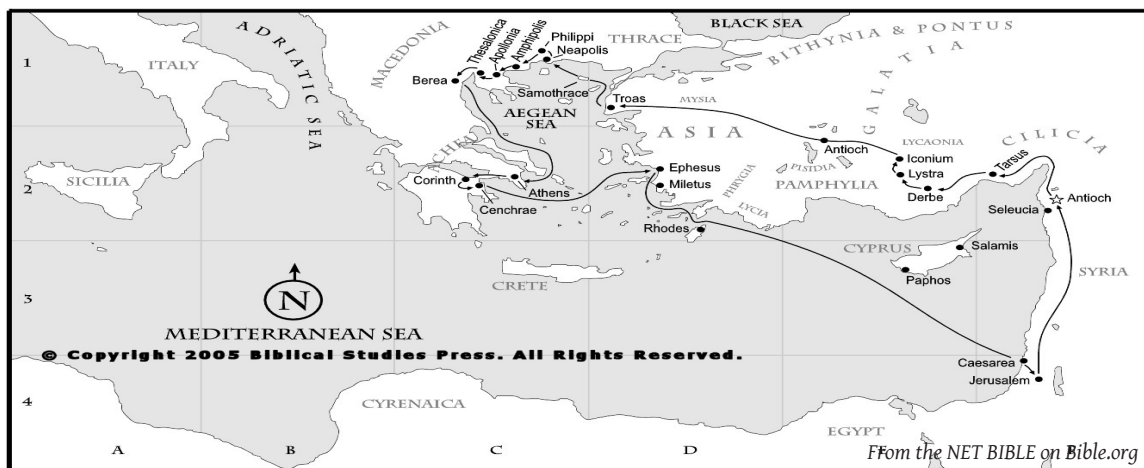 BLACK SEA
ADRIATIC SEA
MACEDONIA
Thesalonica
Apollonia
Amphipolis
Philippi
Neapolis
THRACE
BITHYNIA & PONTUS
1
ITALY
Berea
Samothrace
Troas
MYSIA
GALATIA
AEGEAN
SEA
ASIA
Antioch
LYCAONIA
CILICIA
ACHEA
Iconium
PISIDIA
Lystra
Tarsus
2
SICILIA
Corinth
Athens
Cenchrae
Ephesus
Miletus
PHRYGIA
PAMPHYLIA
Derbe
Antioch
LYCIA
Seleucia
Rhodes
CYPRUS
Salamis
Paphos
SYRIA
CRETE
3
N
MEDITERRANEAN SEA
© Copyright 2005 Biblical Studies Press. All Rights Reserved.
Caesarea
Jerusalem
4
CYRENAICA
EGYPT
A
B
C
D
From the NET BIBLE on Bible.org